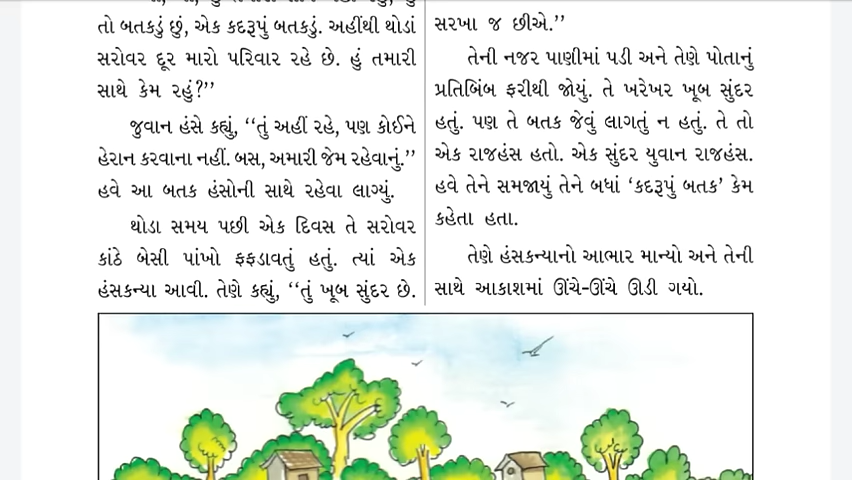 તો બતકડું છું, એક કદરૂપું બતકડું. અહીંથી થોડાં
સરોવર દૂર મારો પરિવાર રહે છે. હું તમારી
સાથે કેમ રહું?’’
જુવાન હંસે કહ્યું, ‘‘તું અહીં રહે, પણ કોઈને
હેરાન કરવાના નહીં. બસ, અમારી જેમ રહેવાનું.’’
હવે આ બતક હંસોની સાથે રહેવા લાગ્યું.
થોડા સમય પછી એક દિવસ તે સરોવર
કાંઠે બેસી પાંખો ફફડાવતું હતું. ત્યાં એક
હંસકન્યા આવી. તેણે કહ્યું, ‘‘તું ખૂબ સુંદર છે.
સરખા જ છીએ.’’
તેની નજર પાણીમાં પડી અને તેણે પોતાનું
પ્રતિબિંબ ફરીથી જોયું. તે ખરેખર ખૂબ સુંદર
હતું. પણ તે બતક જેવું લાગતું ન હતું. તે તો
એક રાજહંસ હતો. એક સુંદર યુવાન રાજહંસ.
હવે તેને સમજાયું તેને બધાં ‘કદરૂપું બતક’ કેમ
કહેતા હતા.
તેણે હંસકન્યાનો આભાર માન્યો અને તેની
સાથે આકાશમાં ઊંચે-ઊંચે ઊડી ગયો.